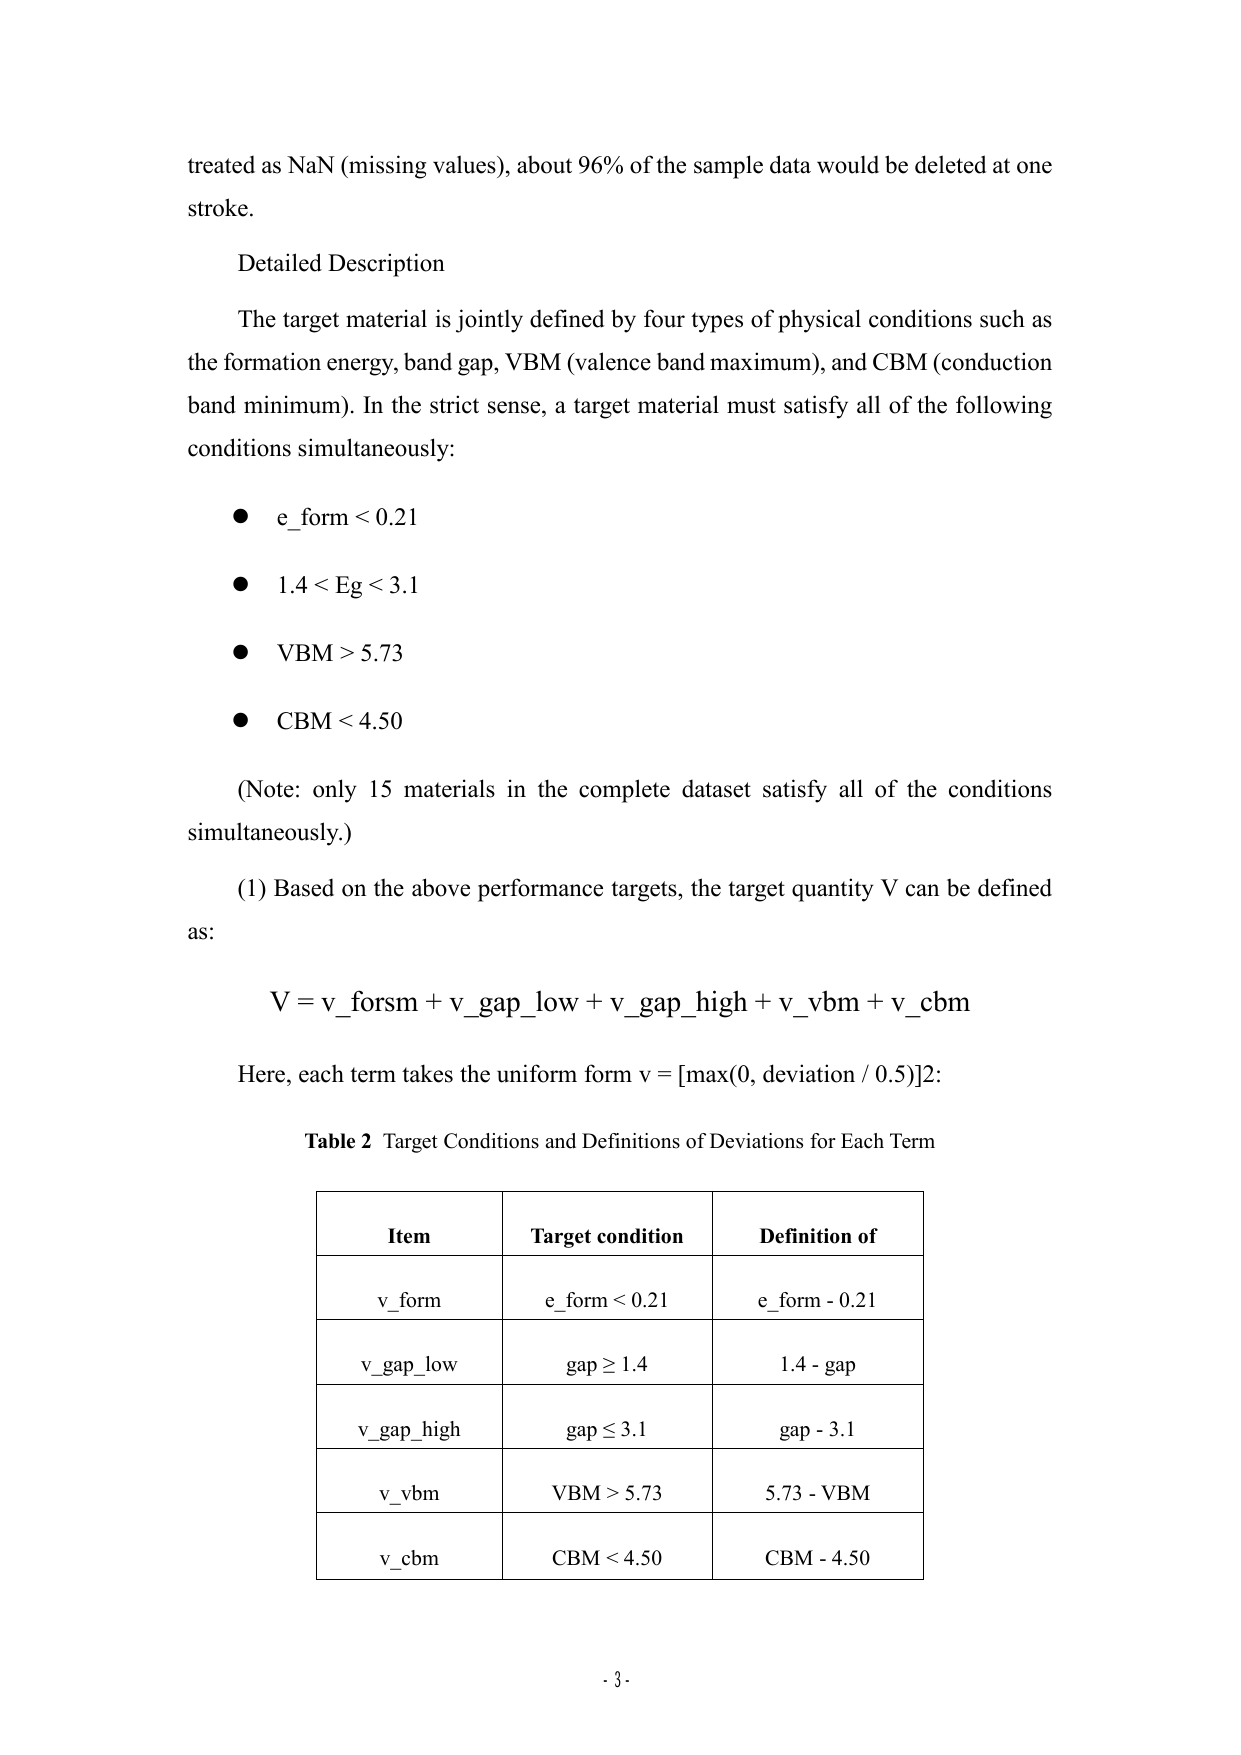 treated as NaN (missing values), about 96% of the sample data would be deleted at one
stroke.
Detailed Description
The target material is jointly defined by four types of physical conditions such as
the formation energy, band gap, VBM (valence band maximum), and CBM (conduction
band minimum). In the strict sense, a target material must satisfy all of the following
conditions simultaneously:
● e_form < 0.21
● 1.4 < Eg < 3.1
● VBM > 5.73
● CBM < 4.50
(Note: only 15 materials in the complete dataset satisfy all of the conditions
simultaneously.)
(1) Based on the above performance targets, the target quantity V can be defined
as:
V = v_forsm + v_gap_low + v_gap_high + v_vbm + v_cbm
Here, each term takes the uniform form v = [max(0, deviation / 0.5)]2:
Table 2 Target Conditions and Definitions of Deviations for Each Term
Item Target condition Definition of
v_form e_form < 0.21 e_form - 0.21
v_gap_low gap ≥ 1.4 1.4 - gap
v_gap_high gap ≤ 3.1 gap - 3.1
v_vbm VBM > 5.73 5.73 - VBM
v_cbm CBM < 4.50 CBM - 4.50
- 3 -